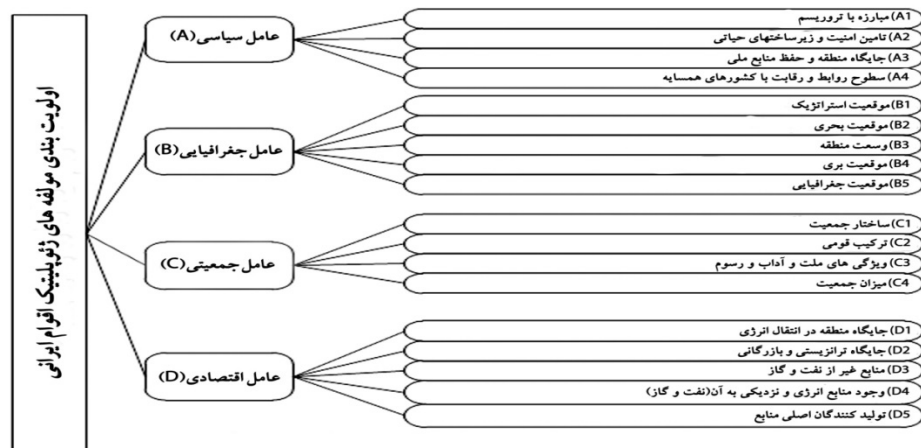 اولویت بندی مولفه های ژئوپلیتیک اقوام ایرانی
عامل سیاسی(A)
A1) مبارزه با تروریسم
A2) تامین امنیت و زیرساختهای حیاتی
A3) جایگاه منطقه و حفظ منابع ملی
A4) سطوح روابط و رقابت با کشورهای همسایه
عامل جغرافیایی(B)
B1) موقعیت استراتژیک
B2) موقعیت بحری
B3) وسعت منطقه
B4) موقعیت بری
B5) موقعیت جغرافیایی
عامل جمعیتی(C)
C1) ساختار جمعیت
C2) ترکیب قومی
C3) ویژگی های ملت و آداب و رسوم
C4) میزان جمعیت
عامل اقتصادی(D)
D1) جایگاه منطقه در انتقال انرژی
D2) جایگاه ترانزیستی و بازرگانی
D3) منابع غیر از نفت و گاز
D4) وجود منابع انرژی و نزدیکی به آن(نفت و گاز)
D5) تولید کنندگان اصلی منابع